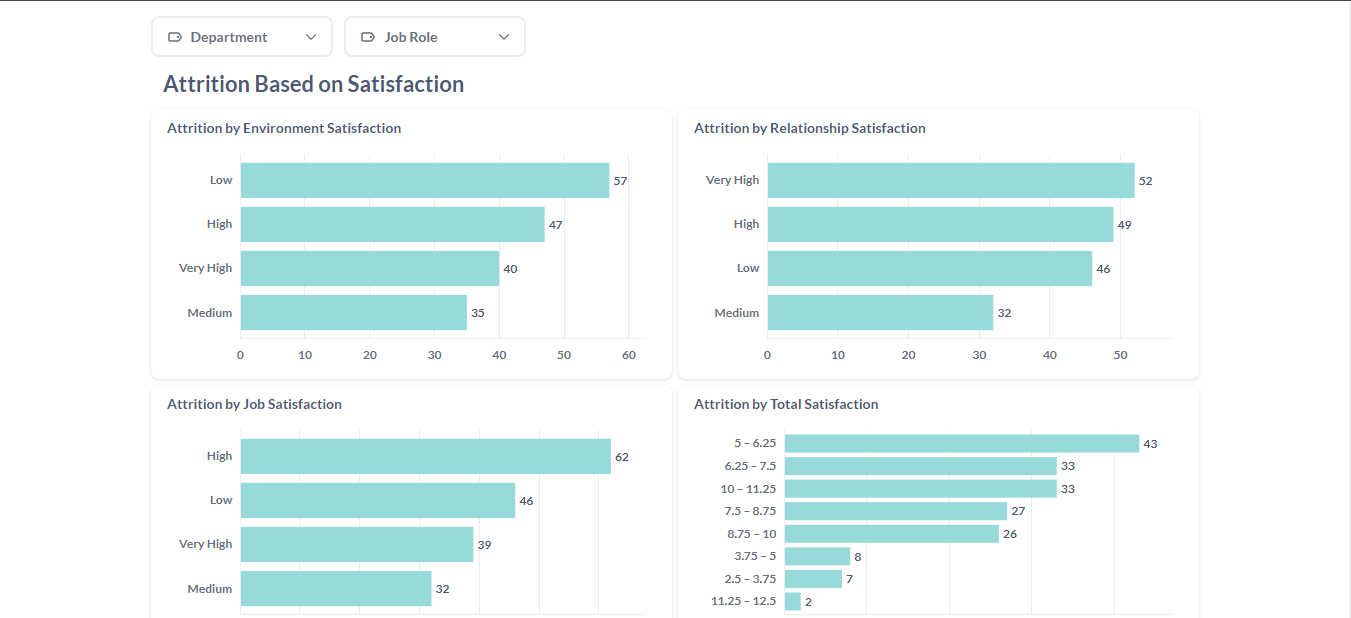 Department
Job Role
Attrition Based on Satisfaction
Attrition by Environment Satisfaction
Low 57
High 47
Very High 40
Medium 35
0 10 20 30 40 50 60
Attrition by Relationship Satisfaction
Very High 52
High 49
Low 46
Medium 32
0 10 20 30 40 50
Attrition by Job Satisfaction
High 62
Low 46
Very High 39
Medium 32
Attrition by Total Satisfaction
5 – 6.25 43
6.25 – 7.5 33
10 – 11.25 33
7.5 – 8.75 27
8.75 – 10 26
3.75 – 5 8
2.5 – 3.75 7
11.25 – 12.5 2